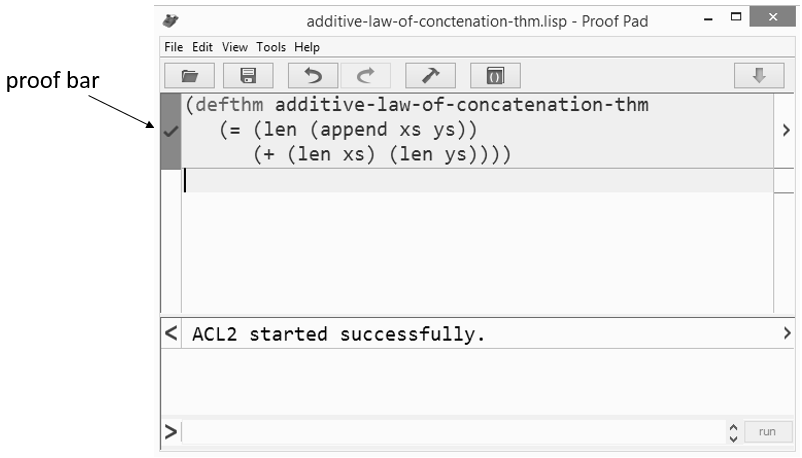 additive-law-of-conctenation-thm.lisp - Proof Pad
File Edit View Tools Help
proof bar
(defthm additive-law-of-concatenation-thm
(= (len (append xs ys))
(+ (len xs) (len ys))))
< ACL2 started successfully. >
>
run